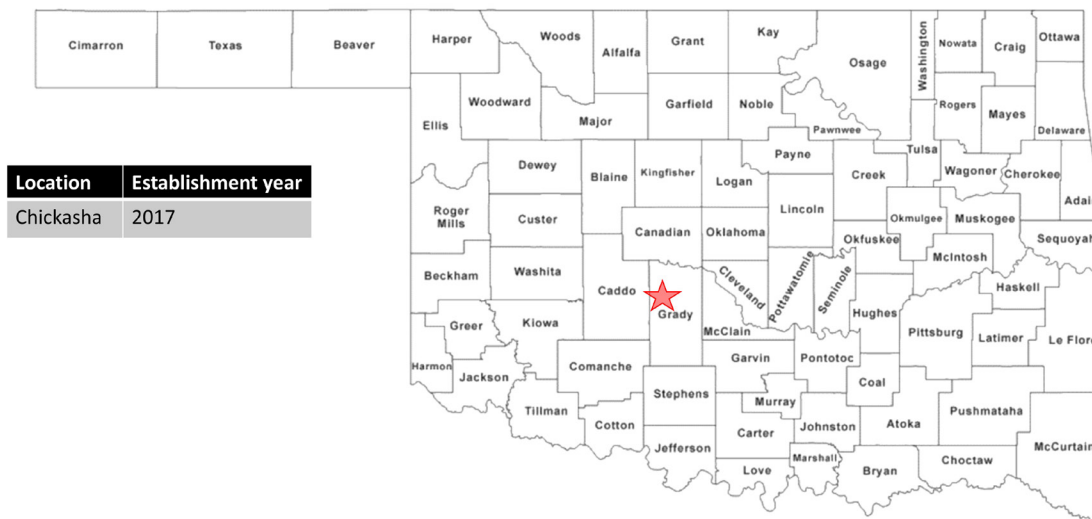 Cimarron Texas Beaver Harper Woods Alfalfa Grant Kay Osage Washington Nowata Craig Ottawa
Woodward Garfield Noble Rogers Mayes
Ellis Major Pawnwee Delaware
Location Establishment year
Chickasha 2017
Dewey Blaine Kingfisher Logan Payne Creek Tulsa Wagoner Cherokee
Roger
Mills
Custer Canadian Oklahoma Lincoln Okfuskee Okmulgee Muskogee Adai
Sequoyah
Beckham Washita Caddo Grady Cleveland Pottawatomie Seminole McIntosh Haskell
Greer Kiowa McClain Hughes Pittsburg Latimer Le Flor
Harmon Jackson Comanche Garvin Pontotoc Coal
Tillman Cotton Stephens Murray Johnston Atoka Pushmataha
Jefferson Carter Marshall Bryan Choctaw McCurtain
Love